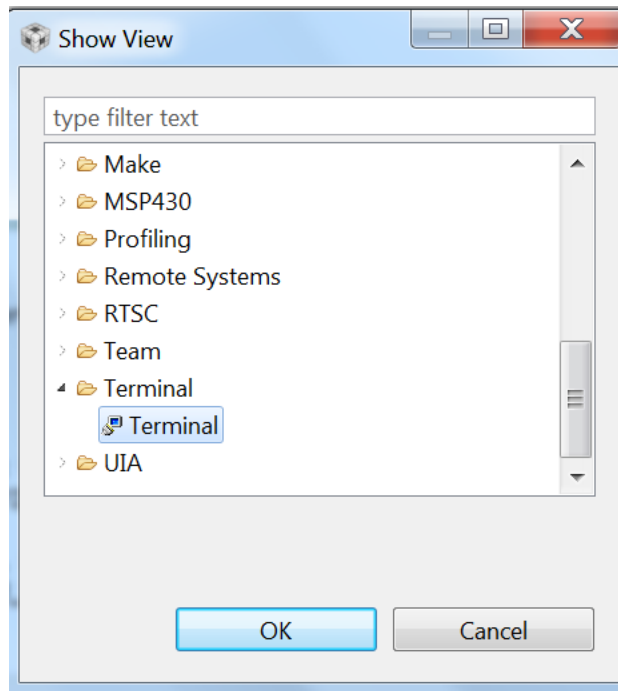 Show View
type filter text
Make
MSP430
Profiling
Remote Systems
RTSC
Team
Terminal
Terminal
UIA
OK Cancel